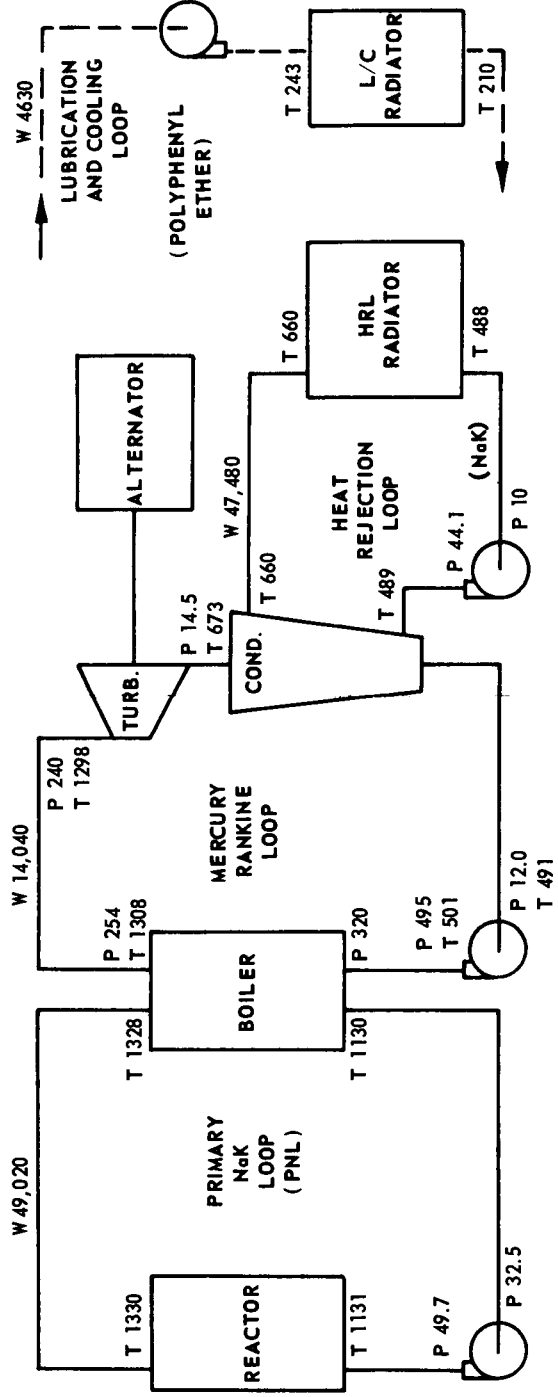 W 49,020
T 1330
REACTOR
T 1131
P 49.7
P 32.5
PRIMARY
NaK
LOOP
(PNL)
T 1328
BOILER
T 1130
W 14,040
P 254
T 1308
P 320
P 495
T 501
P 12.0
T 491
MERCURY
RANKINE
LOOP
P 240
T 1298
TURB.
ALTERNATOR
P 14.5
T 673
COND.
T 660
W 47,480
T 489
P 44.1
P 10
(NaK)
HEAT
REJECTION
LOOP
T 660
HRL
RADIATOR
T 488
W 4630
LUBRICATION
AND COOLING
LOOP
(POLYPHENYL
ETHER)
T 243
L/C
RADIATOR
T 210